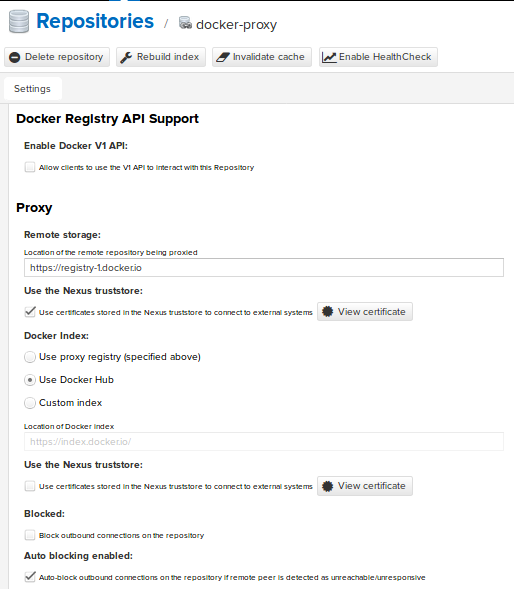 Repositories / docker-proxy
Delete repository Rebuild index Invalidate cache Enable HealthCheck
Settings
Docker Registry API Support
Enable Docker V1 API:
Allow clients to use the V1 API to interact with this Repository
Proxy
Remote storage:
Location of the remote repository being proxied
https://registry-1.docker.io
Use the Nexus truststore:
Use certificates stored in the Nexus truststore to connect to external systems View certificate
Docker Index:
Use proxy registry (specified above)
Use Docker Hub
Custom index
Location of Docker index
https://index.docker.io/
Use the Nexus truststore:
Use certificates stored in the Nexus truststore to connect to external systems View certificate
Blocked:
Block outbound connections on the repository
Auto blocking enabled:
Auto-block outbound connections on the repository if remote peer is detected as unreachable/unresponsive